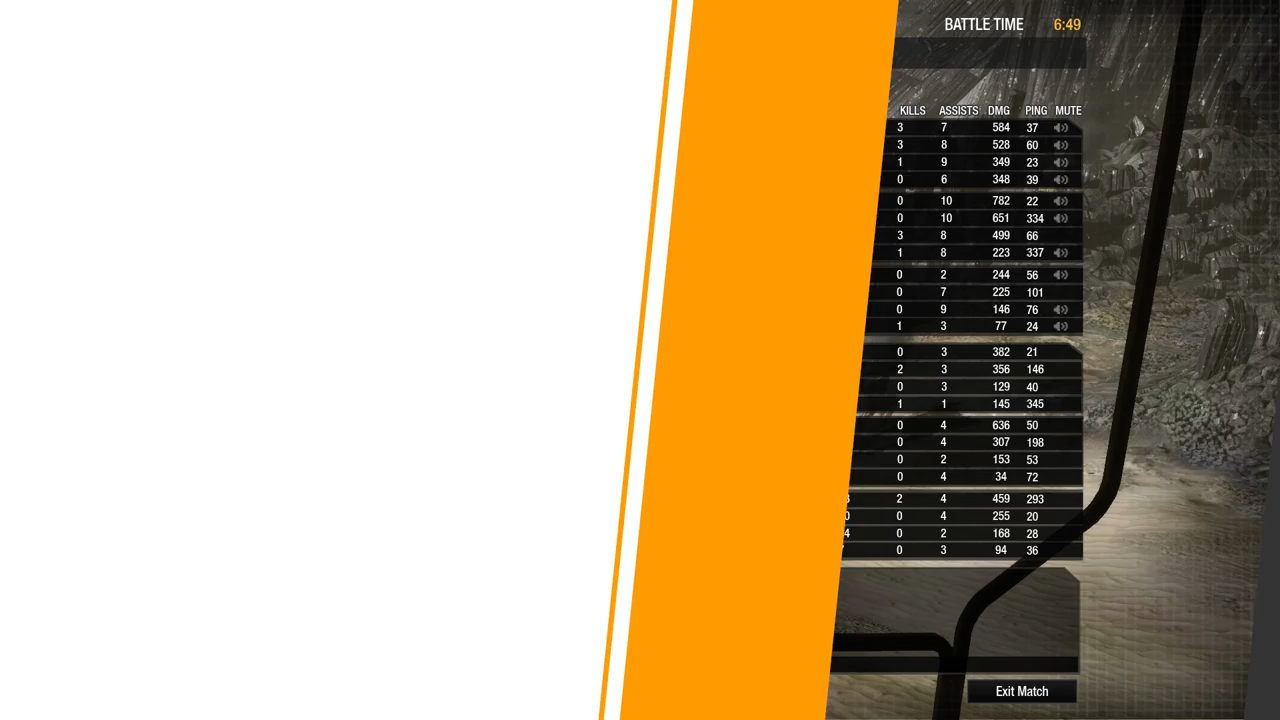 BATTLE TIME 6:49
KILLS ASSISTS DMG PING MUTE
3 7 584 37
3 8 528 60
1 9 349 23
0 6 348 39
0 10 782 22
0 10 651 334
3 8 499 66
1 8 223 337
0 2 244 56
0 7 225 101
0 9 146 76
1 3 77 24
0 3 382 21
2 3 356 146
0 3 129 40
1 1 145 345
0 4 636 50
0 4 307 198
0 2 153 53
0 4 34 72
2 4 459 293
0 4 255 20
4 0 2 168 28
0 3 94 36
Exit Match